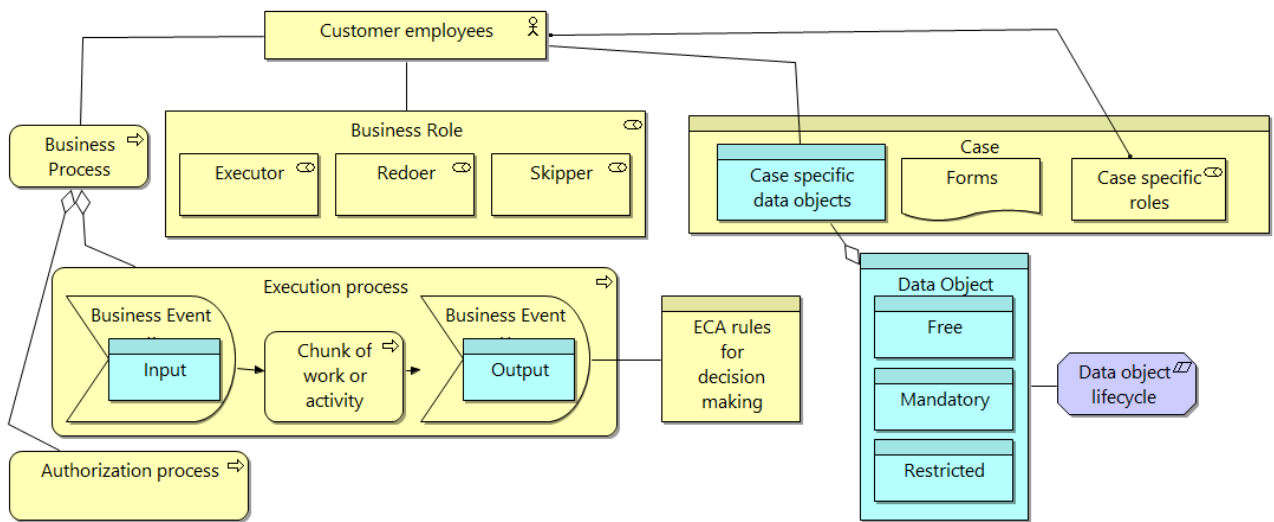 Customer employees
Business
Process
Business Role
Executor
Redoer
Skipper
Case
Case specific
data objects
Forms
Case specific
roles
Execution process
Business Event
Input
Chunk of
work or
activity
Business Event
Output
ECA rules
for
decision
making
Data Object
Free
Mandatory
Restricted
Data object
lifecycle
Authorization process